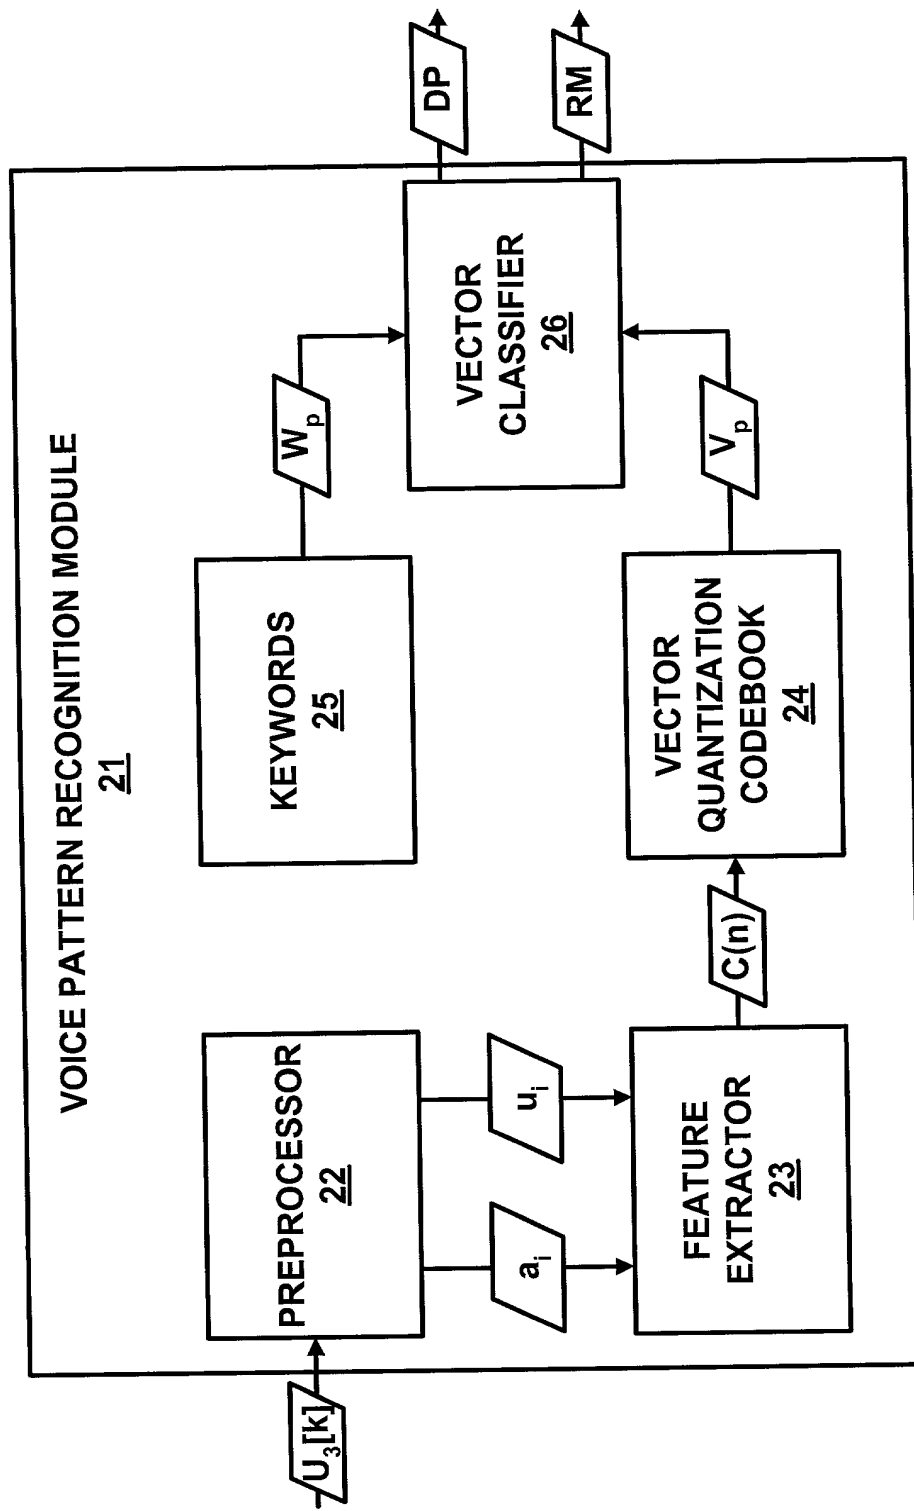 VOICE PATTERN RECOGNITION MODULE
21
U₃[k]
PREPROCESSOR
22
aᵢ
uᵢ
FEATURE
EXTRACTOR
23
C(n)
KEYWORDS
25
VECTOR
QUANTIZATION
CODEBOOK
24
Wₚ
Vₚ
VECTOR
CLASSIFIER
26
DP
RM